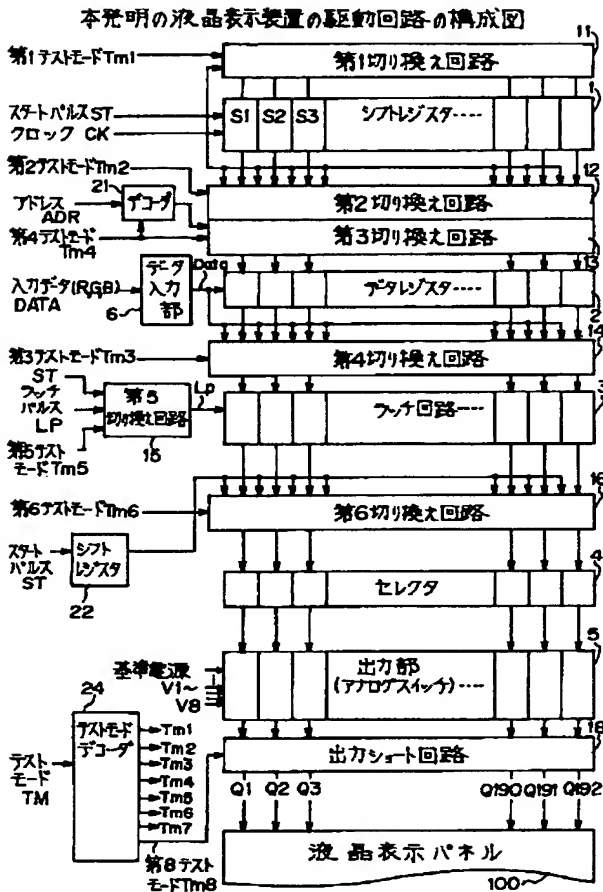 本発明の液晶表示装置の駆動回路の構成図
11
第1テストモードTm1
第1切り換え回路
1
スタートパルスST
クロック CK
S1 S2 S3 シフトレジスタ‥‥
第2テストモードTm2
12
21
アドレス
ADR
デコーダ
第2切り換え回路
第4テストモード
Tm4
第3切り換え回路
13
データ
入力
部
Data
入力データ(RGB)
DATA
6
データレジスタ‥‥
2
14
第3テストモードTm3
第4切り換え回路
ST
ラッチ
パルス
LP
第5
切り換え回路
Lp
3
ラッチ回路‥‥
第5テスト
モードTm5
15
16
第6テストモードTm6
第6切り換え回路
スタート
パルス
ST
シフト
レジスタ
22
4
セレクタ
5
基準電源
V1~
V8
出力部
(アナログスイッチ)‥‥
24
18
テストモード
デコーダ
出力ショート回路
テスト
モード
TM
Tm1
Tm2
Tm3
Tm4
Tm5
Tm6
Tm7
Q1 Q2 Q3 Q190 Q191 Q192
第8テスト
モードTm8
液晶表示パネル
100